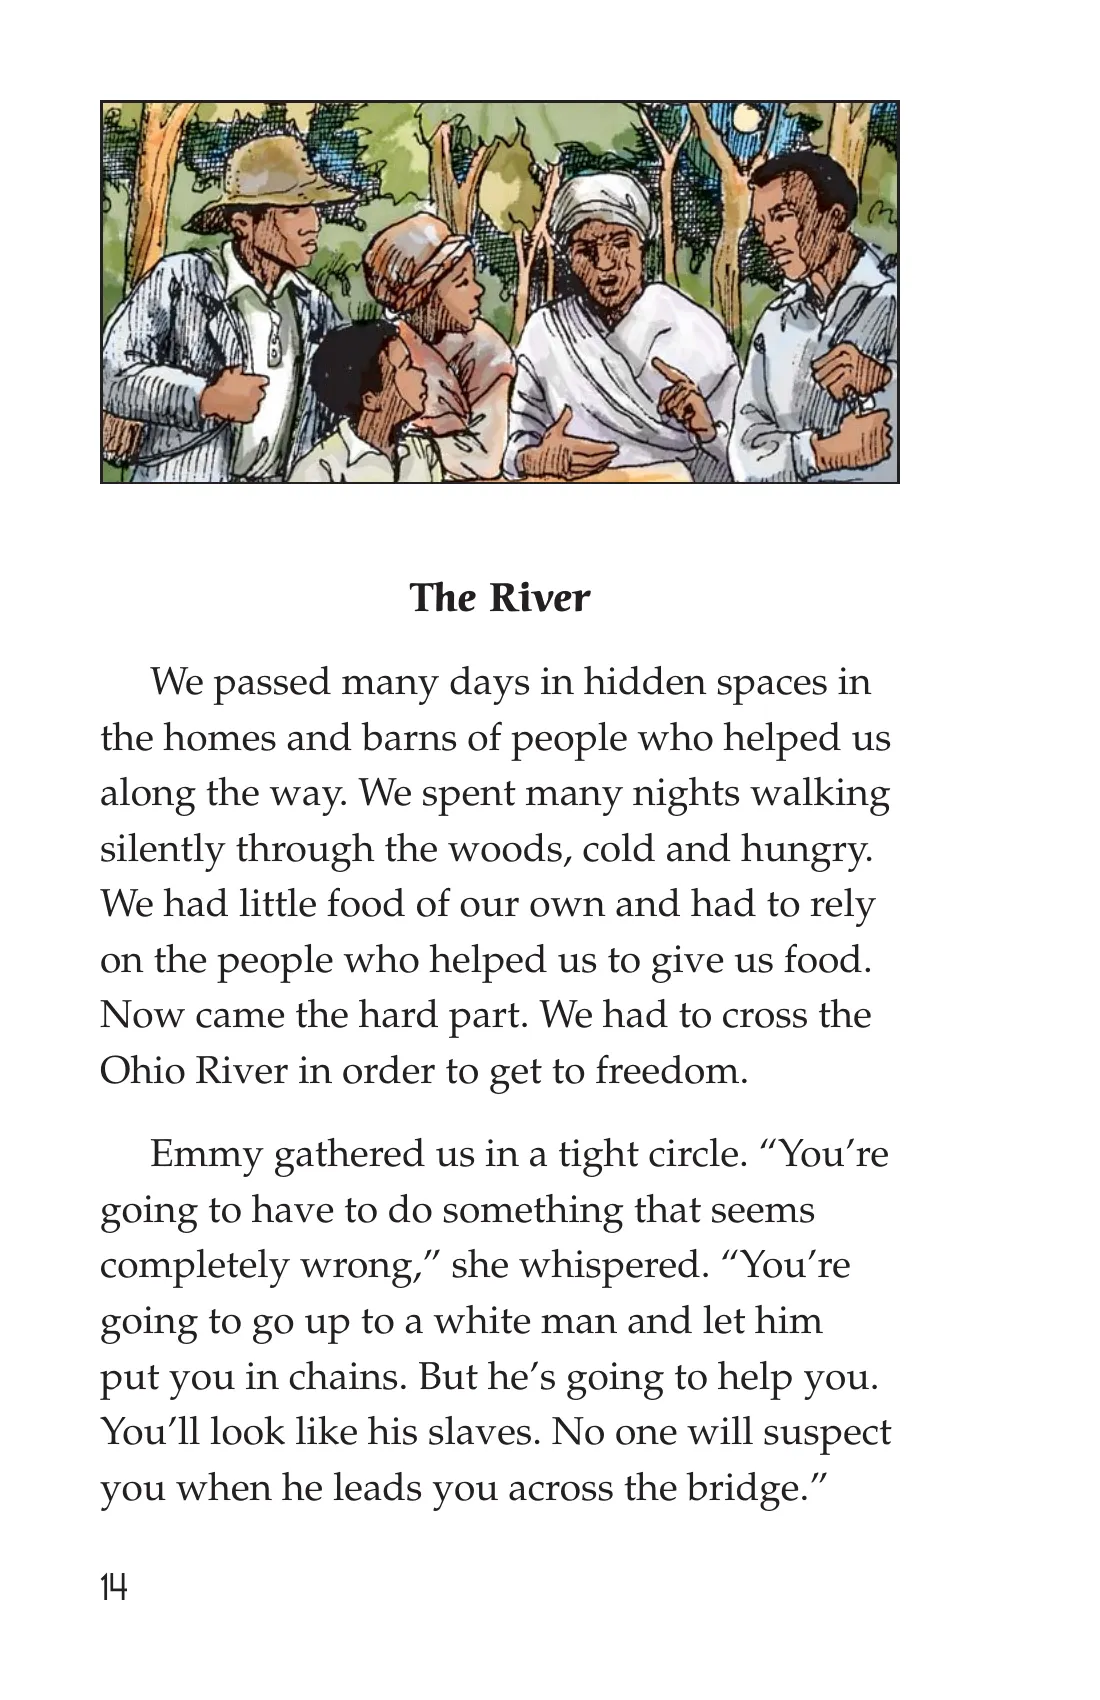 The River
We passed many days in hidden spaces in
the homes and barns of people who helped us
along the way. We spent many nights walking
silently through the woods, cold and hungry.
We had little food of our own and had to rely
on the people who helped us to give us food.
Now came the hard part. We had to cross the
Ohio River in order to get to freedom.
Emmy gathered us in a tight circle. “You’re
going to have to do something that seems
completely wrong,” she whispered. “You’re
going to go up to a white man and let him
put you in chains. But he’s going to help you.
You’ll look like his slaves. No one will suspect
you when he leads you across the bridge.”
14